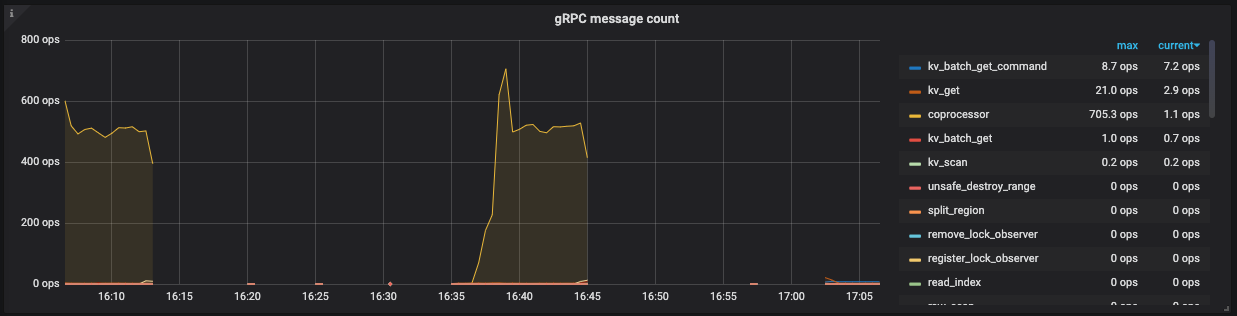 i
gRPC message count
800 ops
600 ops
400 ops
200 ops
0 ops
16:10 16:15 16:20 16:25 16:30 16:35 16:40 16:45 16:50 16:55 17:00 17:05
max current
kv_batch_get_command 8.7 ops 7.2 ops
kv_get 21.0 ops 2.9 ops
coprocessor 705.3 ops 1.1 ops
kv_batch_get 1.0 ops 0.7 ops
kv_scan 0.2 ops 0.2 ops
unsafe_destroy_range 0 ops 0 ops
split_region 0 ops 0 ops
remove_lock_observer 0 ops 0 ops
register_lock_observer 0 ops 0 ops
read_index 0 ops 0 ops